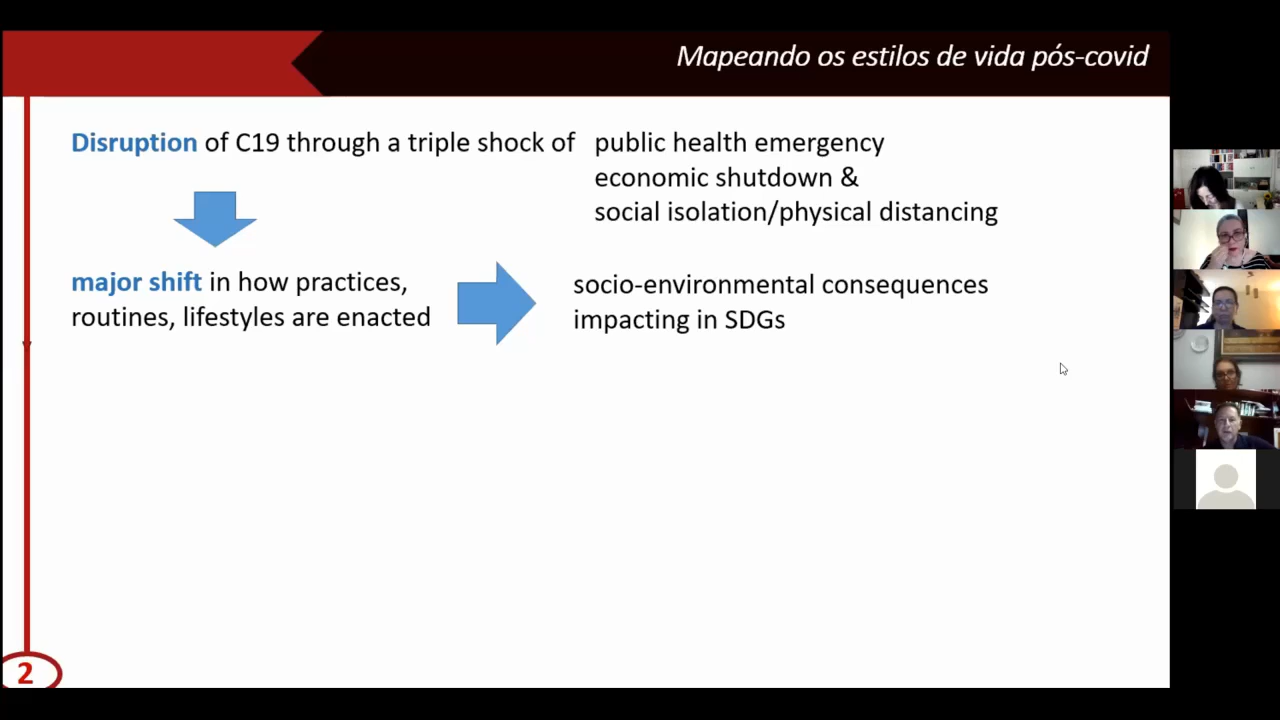 Mapeando os estilos de vida pós-covid
Disruption of C19 through a triple shock of public health emergency
economic shutdown &
social isolation/physical distancing
major shift in how practices,
routines, lifestyles are enacted
socio-environmental consequences
impacting in SDGs
2